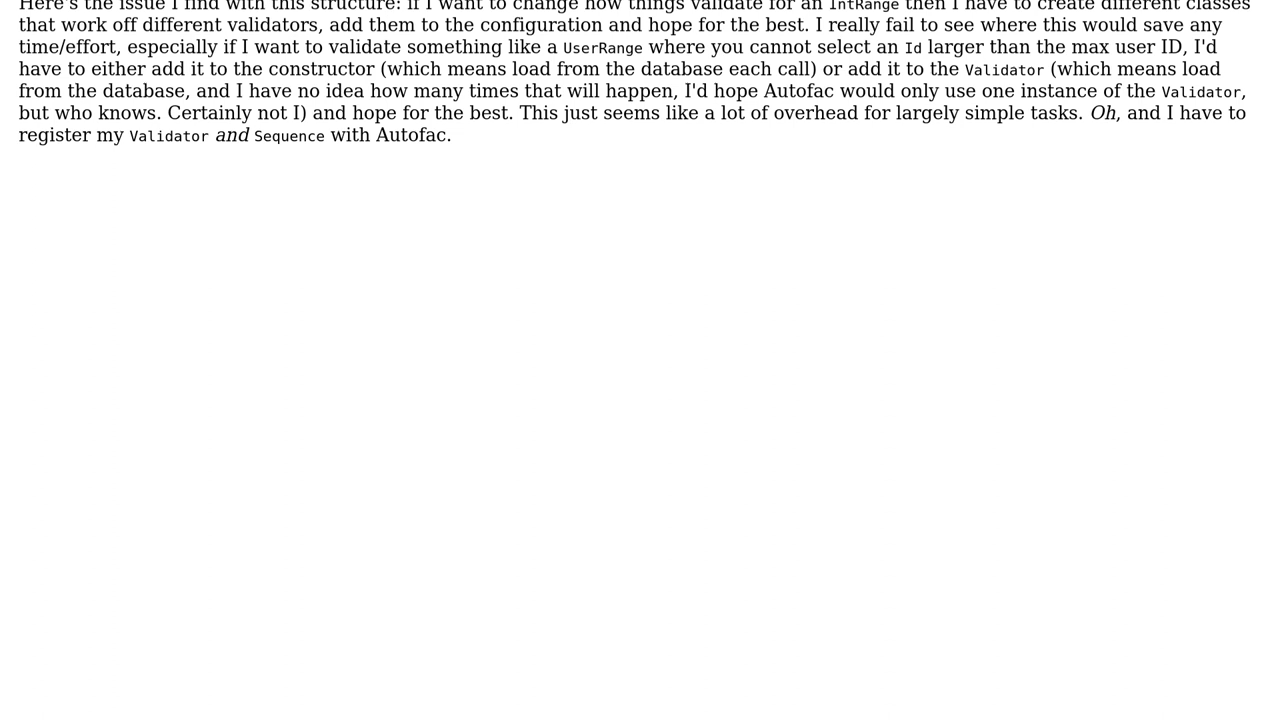 Here's the issue I find with this structure: if I want to change how things validate for an IntRange then I have to create different classes
that work off different validators, add them to the configuration and hope for the best. I really fail to see where this would save any
time/effort, especially if I want to validate something like a UserRange where you cannot select an Id larger than the max user ID, I'd
have to either add it to the constructor (which means load from the database each call) or add it to the Validator (which means load
from the database, and I have no idea how many times that will happen, I'd hope Autofac would only use one instance of the Validator,
but who knows. Certainly not I) and hope for the best. This just seems like a lot of overhead for largely simple tasks. Oh, and I have to
register my Validator and Sequence with Autofac.